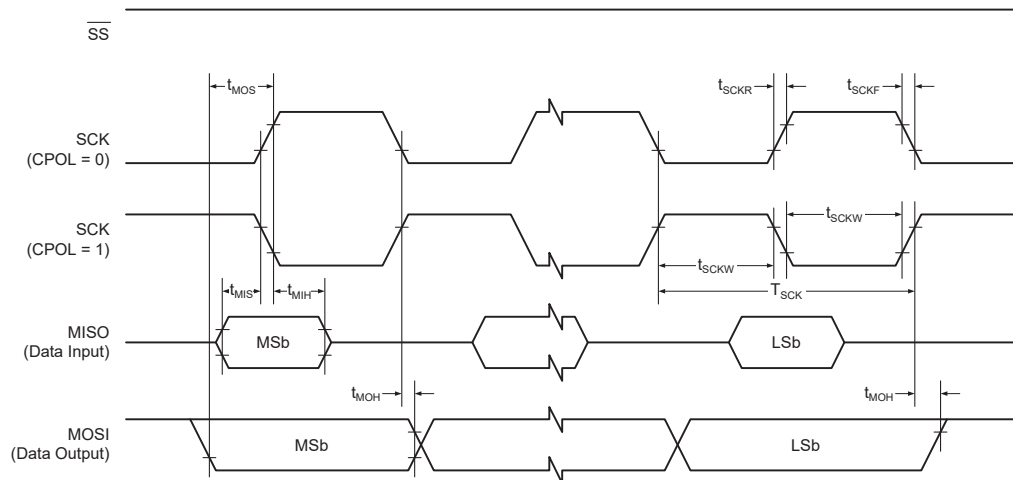 SS
tMOS
tSCKR
tSCKF
SCK
(CPOL = 0)
SCK
(CPOL = 1)
tSCKW
tSCKW
TSCK
tMIS
tMIH
MISO
(Data Input)
MSb
LSb
tMOH
tMOH
MOSI
(Data Output)
MSb
LSb